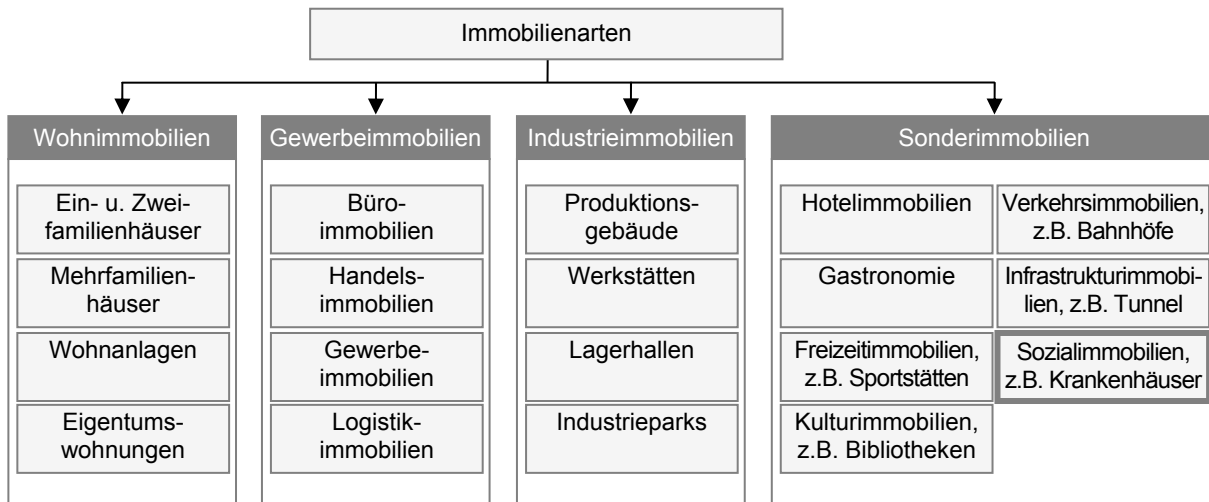 Immobilienarten
Wohnimmobilien
Ein- u. Zwei-
familienhäuser
Mehrfamilien-
häuser
Wohnanlagen
Eigentums-
wohnungen
Gewerbeimmobilien
Büro-
immobilien
Handels-
immobilien
Gewerbe-
immobilien
Logistik-
immobilien
Industrieimmobilien
Produktions-
gebäude
Werkstätten
Lagerhallen
Industrieparks
Sonderimmobilien
Hotelimmobilien
Gastronomie
Freizeitimmobilien,
z.B. Sportstätten
Kulturimmobilien,
z.B. Bibliotheken
Verkehrsimmobilien,
z.B. Bahnhöfe
Infrastrukturimmobi-
lien, z.B. Tunnel
Sozialimmobilien,
z.B. Krankenhäuser